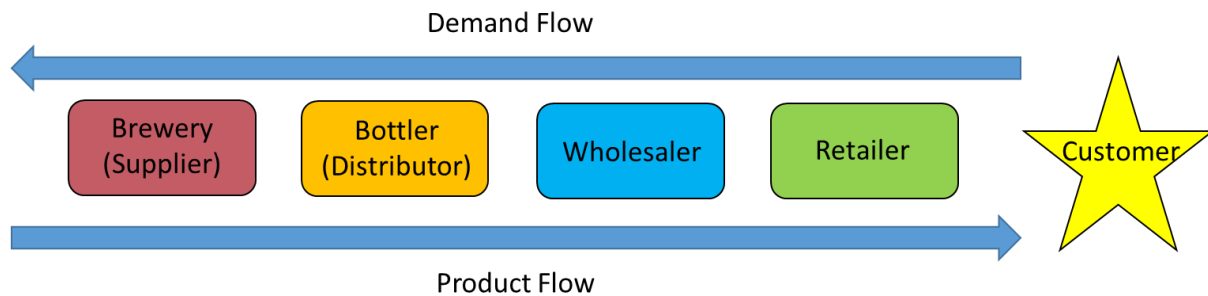 Demand Flow
Brewery
(Supplier)
Bottler
(Distributor)
Wholesaler
Retailer
Customer
Product Flow